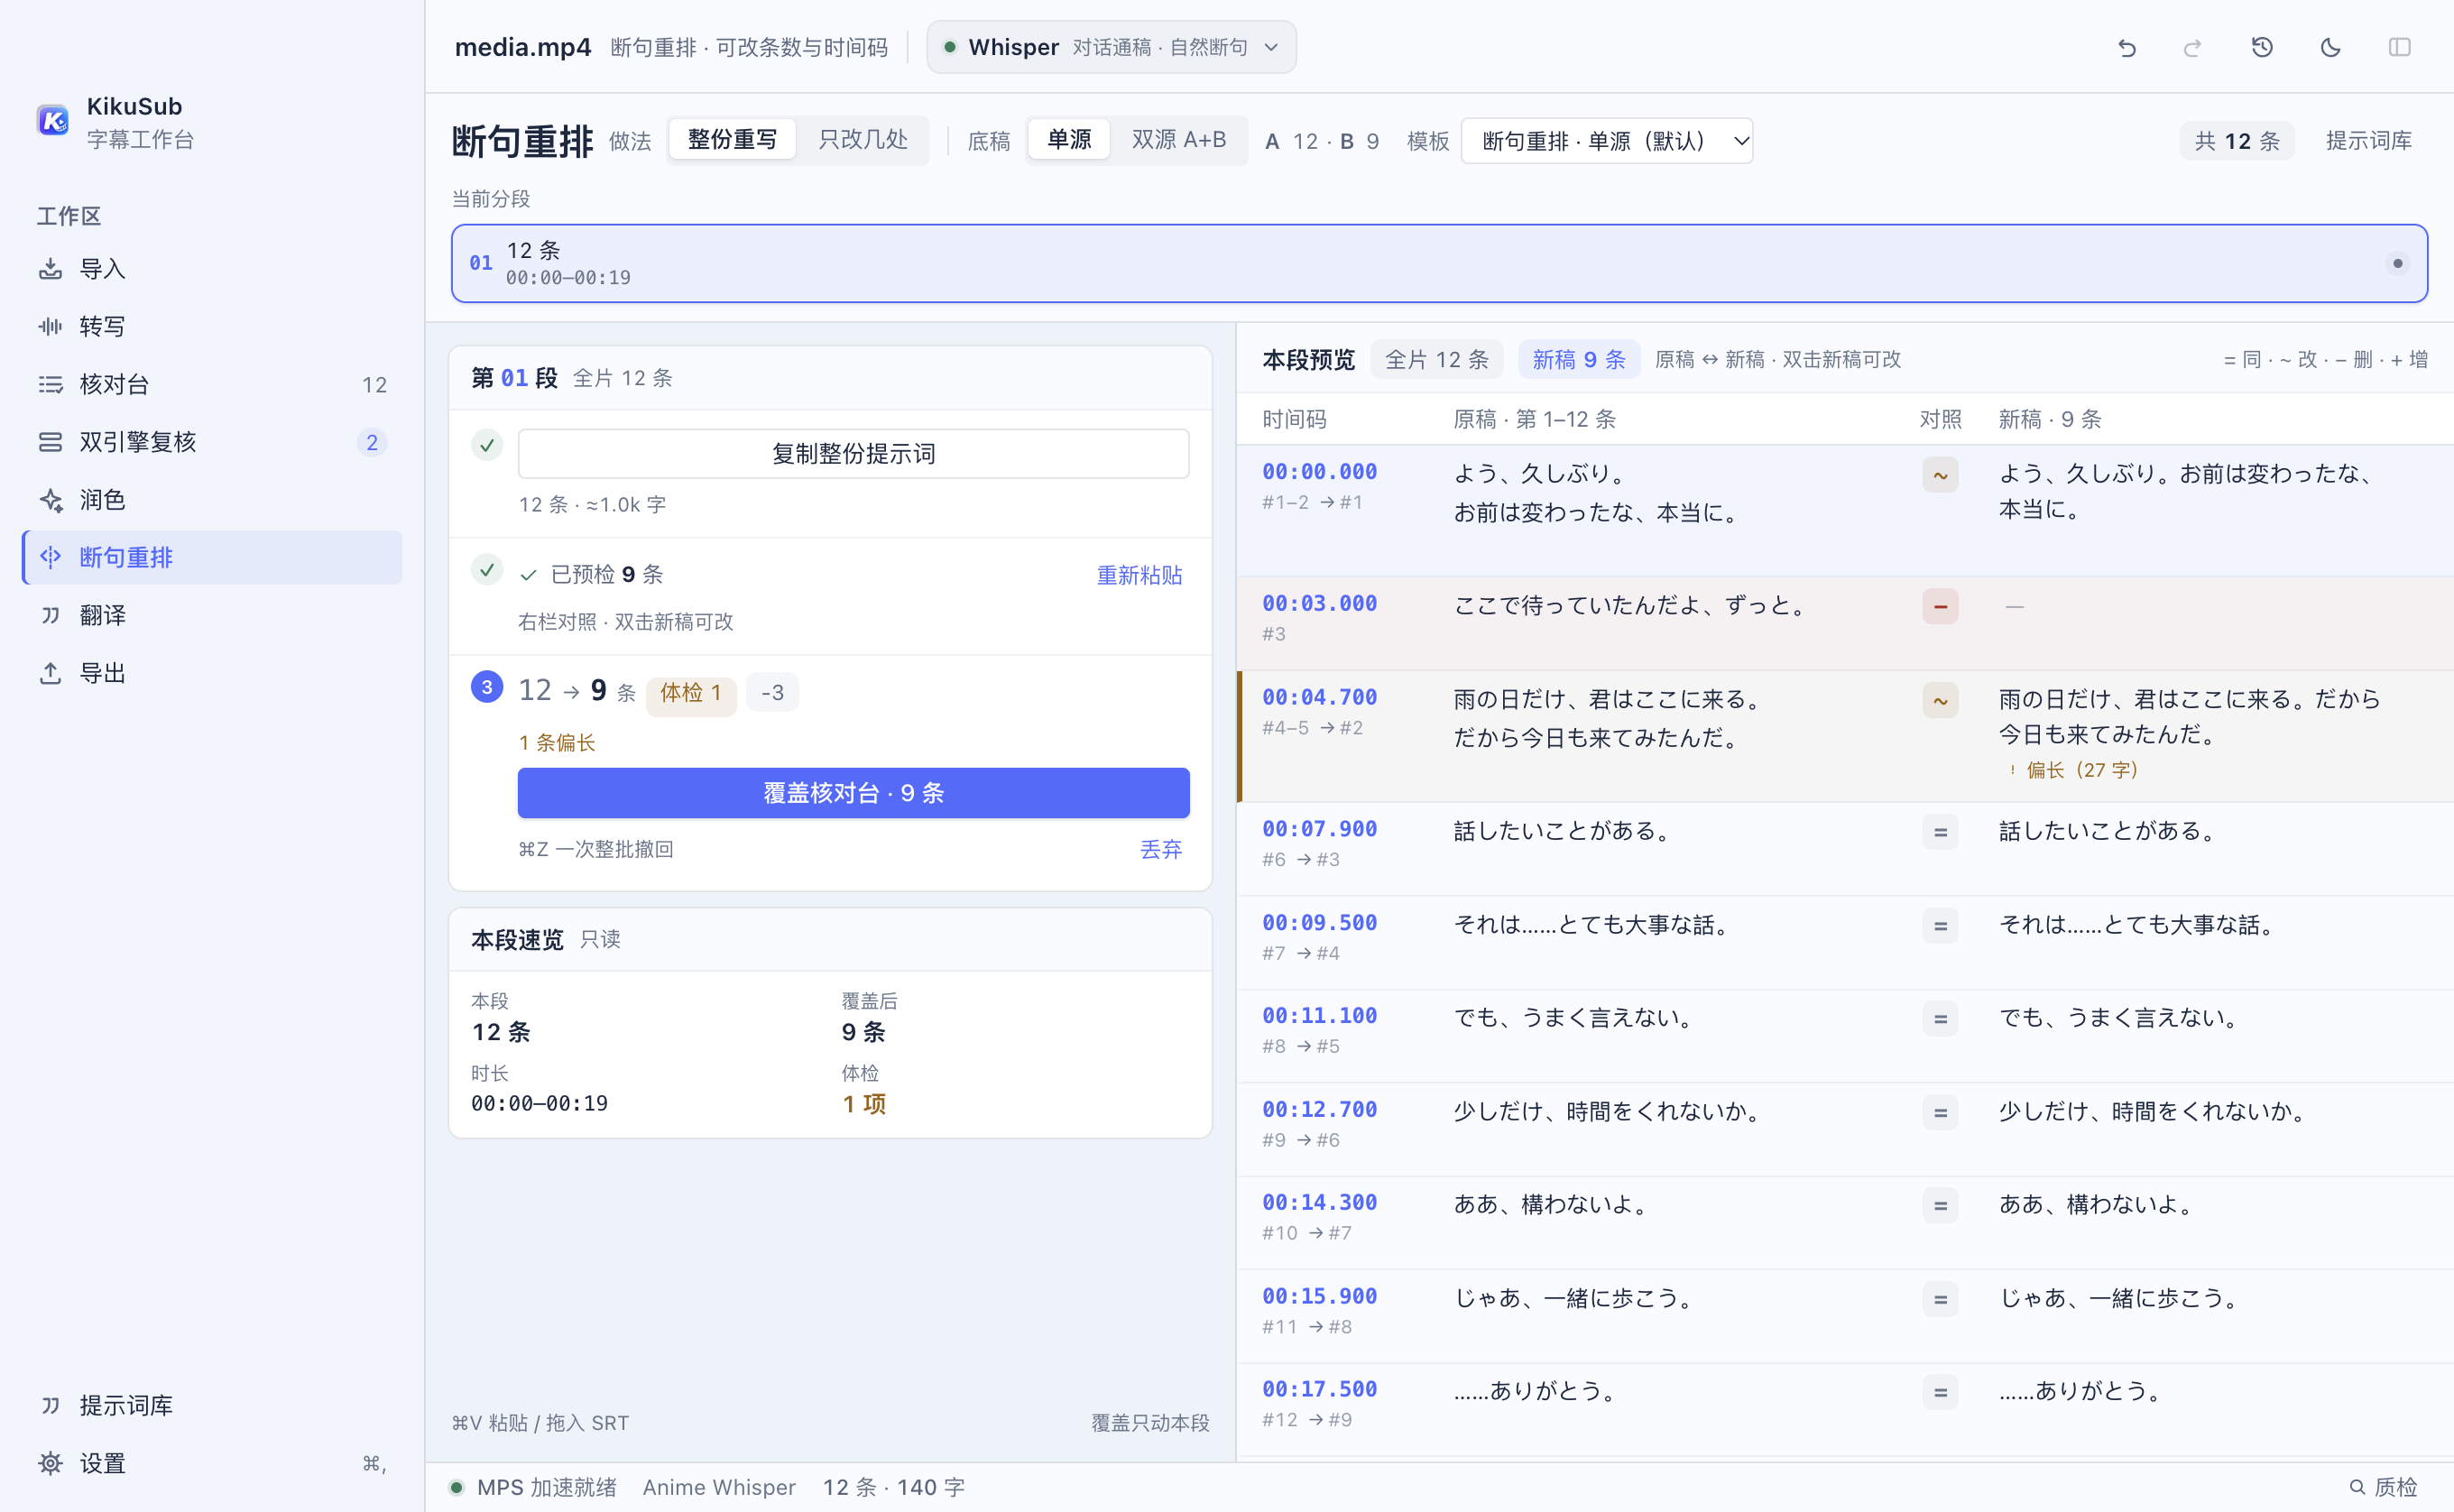 KikuSub
字幕工作台
工作区
导入
转写
核对台 12
双引擎复核 2
润色
断句重排
翻译
导出
提示词库
设置 ⌘,
media.mp4 断句重排 · 可改条数与时间码 Whisper 对话通稿 · 自然断句
断句重排 做法 整份重写 只改几处 底稿 单源 双源 A+B A 12 · B 9 模板 断句重排 · 单源（默认） 共 12 条 提示词库
当前分段
01 12 条
00:00–00:19
第 01 段 全片 12 条
复制整份提示词
12 条 · ≈1.0k 字
已预检 9 条 重新粘贴
右栏对照 · 双击新稿可改
3 12 → 9 条 体检 1 -3
1 条偏长
覆盖核对台 · 9 条
⌘Z 一次整批撤回 丢弃
本段速览 只读
本段 覆盖后
12 条 9 条
时长 体检
00:00–00:19 1 项
⌘V 粘贴 / 拖入 SRT 覆盖只动本段
本段预览 全片 12 条 新稿 9 条 原稿 ↔ 新稿 · 双击新稿可改 = 同 · ~ 改 · − 删 · + 增
时间码 原稿 · 第 1–12 条 对照 新稿 · 9 条
00:00.000 よう、久しぶり。 ~ よう、久しぶり。お前は変わったな、
#1–2 →#1 お前は変わったな、本当に。 本当に。
00:03.000 ここで待っていたんだよ、ずっと。 − —
#3
00:04.700 雨の日だけ、君はここに来る。 ~ 雨の日だけ、君はここに来る。だから
#4–5 →#2 だから今日も来てみたんだ。 今日も来てみたんだ。
! 偏长（27 字）
00:07.900 話したいことがある。 = 話したいことがある。
#6 →#3
00:09.500 それは……とても大事な話。 = それは……とても大事な話。
#7 →#4
00:11.100 でも、うまく言えない。 = でも、うまく言えない。
#8 →#5
00:12.700 少しだけ、時間をくれないか。 = 少しだけ、時間をくれないか。
#9 →#6
00:14.300 ああ、構わないよ。 = ああ、構わないよ。
#10 →#7
00:15.900 じゃあ、一緒に歩こう。 = じゃあ、一緒に歩こう。
#11 →#8
00:17.500 ……ありがとう。 = ……ありがとう。
#12 →#9
MPS 加速就绪 Anime Whisper 12 条 · 140 字 质检